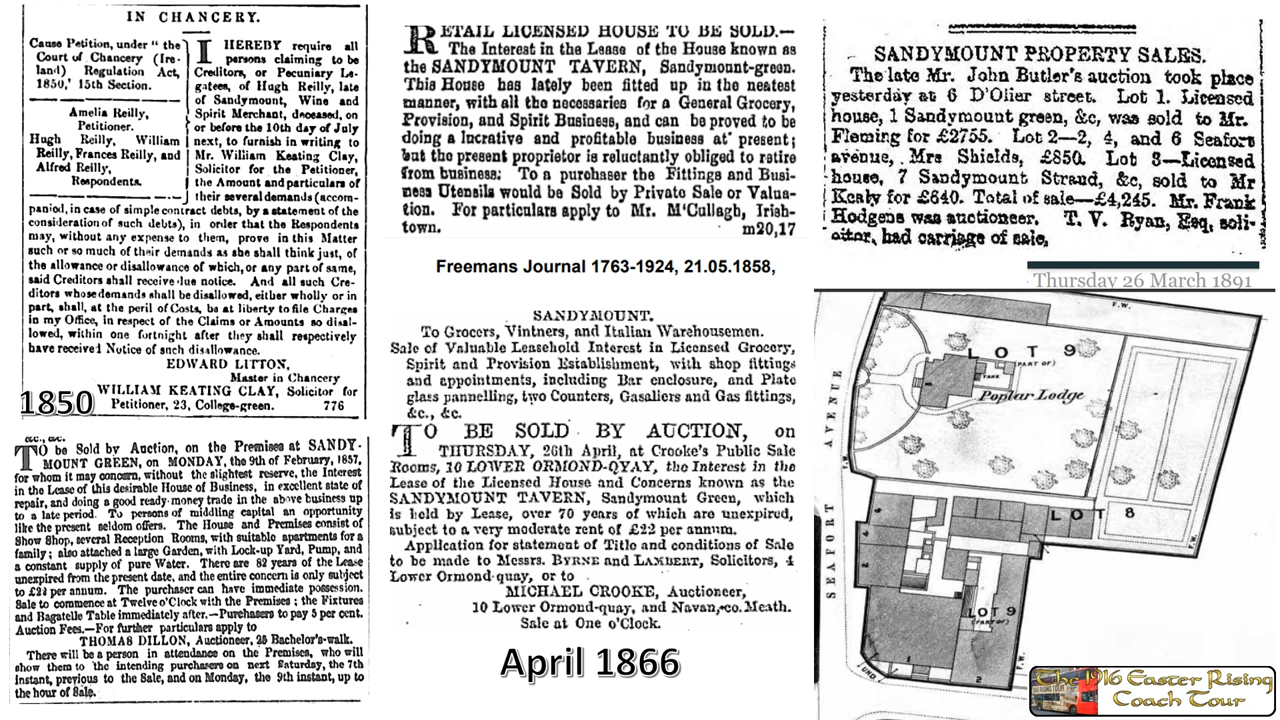 IN CHANCERY.
Cause Petition, under "the
Court of Chancery (Ire-
land) Regulation Act,
1850,' 15th Section.
Amelia Reilly,
Petitioner.
Hugh Reilly, William
Reilly, Frances Reilly, and
Alfred Reilly,
Respondents.
I HEREBY require all
persons claiming to be
Creditors, or Pecuniary Le-
gatees, of Hugh Reilly, late
of Sandymount, Wine and
Spirit Merchant, deceased, on
or before the 10th day of July
next, to furnish in writing to
Mr. William Keating Clay,
Solicitor for the Petitioner,
the Amount and particulars of
their several demands (accom-
panied, in case of simple contract debts, by a statement of the
consideration of such debts), in order that the Respondents
may, without any expense to them, prove in this Matter
such or so much of their demands as she shall think just, of
the allowance or disallowance of which, or any part of same,
said Creditors shall receive due notice. And all such Cre-
ditors whose demands shall be disallowed, either wholly or in
part, shall, at the peril of Costs, be at liberty to file Charges
in my Office, in respect of the Claims or Amounts so disal-
lowed, within one fortnight after they shall respectively
have received Notice of such disallowance.
EDWARD LITTON,
Master in Chancery
WILLIAM KEATING CLAY, Solicitor for
Petitioner, 23, College-green. 776
1850
&c., &c.
TO be Sold by Auction, on the Premises at SANDY-
MOUNT GREEN, on MONDAY, the 9th of February, 1857,
for whom it may concern, without the slightest reserve, the Interest
in the Lease of this desirable House of Business, in excellent state of
repair, and doing a good ready-money trade in the above business up
to a late period. To persons of middling capital an opportunity
like the present seldom offers. The House and Premises consist of
Show Shop, several Reception Rooms, with suitable apartments for a
family; also attached a large Garden, with Lock-up Yard, Pump, and
a constant supply of pure Water. There are 82 years of the Lease
unexpired from the present date, and the entire concern is only subject
to £22 per annum. The purchaser can have immediate possession.
Sale to commence at Twelve o'Clock with the Premises; the Fixtures
and Bagatelle Table immediately after.—Purchasers to pay 5 per cent.
Auction Fees.—For further particulars apply to
THOMAS DILLON, Auctioneer, 25 Bachelor's-walk.
There will be a person in attendance on the Premises, who will
show them to the intending purchasers on next Saturday, the 7th
instant, previous to the Sale, and on Monday, the 9th instant, up to
the hour of Sale.
RETAIL LICENSED HOUSE TO BE SOLD.—
The Interest in the Lease of the House known as
the SANDYMOUNT TAVERN, Sandymount-green.
This House has lately been fitted up in the neatest
manner, with all the necessaries for a General Grocery,
Provision, and Spirit Business, and can be proved to be
doing a lucrative and profitable business at present;
but the present proprietor is reluctantly obliged to retire
from business. To a purchaser the Fittings and Busi-
ness Utensils would be Sold by Private Sale or Valua-
tion. For particulars apply to Mr. M'Cullagh, Irish-
town. m20,17
Freemans Journal 1763-1924, 21.05.1858,
SANDYMOUNT.
To Grocers, Vintners, and Italian Warehousemen.
Sale of Valuable Leasehold Interest in Licensed Grocery,
Spirit and Provision Establishment, with shop fittings
and appointments, including Bar enclosure, and Plate
glass pannelling, two Counters, Gasaliers and Gas fittings,
&c., &c.
TO BE SOLD BY AUCTION, on
THURSDAY, 26th April, at Crooke's Public Sale
Rooms, 10 LOWER ORMOND-QYAY, the Interest in the
Lease of the Licensed House and Concerns known as the
SANDYMOUNT TAVERN, Sandymount Green, which
is held by Lease, over 70 years of which are unexpired,
subject to a very moderate rent of £22 per annum.
Application for statement of Title and conditions of Sale
to be made to Messrs. BYRNE and LAMBERT, Solicitors, 4
Lower Ormond-quay, or to
MICHAEL CROOKE, Auctioneer,
10 Lower Ormond-quay, and Navan, co. Meath.
Sale at One o'Clock.
April 1866
SANDYMOUNT PROPERTY SALES.
The late Mr. John Butler's auction took place
yesterday at 6 D'Olier street. Lot 1. Licensed
house, 1 Sandymount green, &c, was sold to Mr.
Fleming for £2755. Lot 2—2, 4, and 6 Seafort
avenue, Mrs Shields, £850. Lot 3—Licensed
house, 7 Sandymount Strand, &c, sold to Mr
Kealy for £640. Total of sale—£4,245. Mr. Frank
Hodgens was auctioneer. T. V. Ryan, Esq, soli-
citor, had carriage of sale,
Thursday 26 March 1891
F.W.
LOT 9
(PART OF)
YARD
Poplar Lodge
SEAFORT AVENUE
LOT 8
F.W.
6
4
2
LOT 9
(PART OF)
F.W.
1
2
The 1916 Easter Rising
Coach Tour